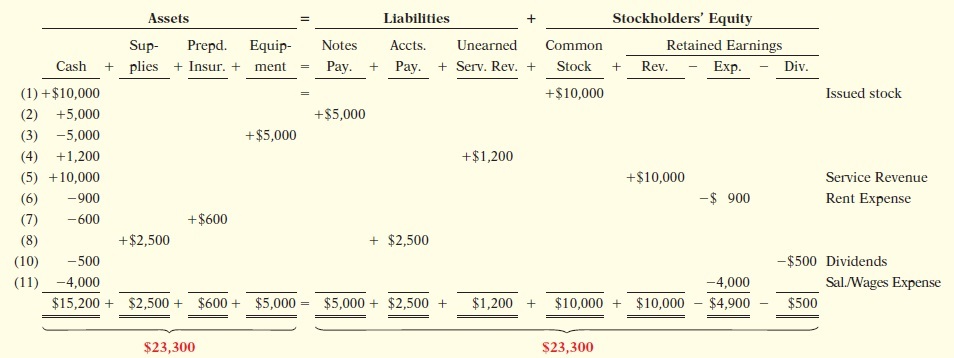 Assets = Liabilities + Stockholders' Equity
Sup- Prepd. Equip- Notes Accts. Unearned Common Retained Earnings
Cash + plies + Insur. + ment = Pay. + Pay. + Serv. Rev. + Stock + Rev. − Exp. − Div.
(1) +$10,000 = +$10,000 Issued stock
(2) +5,000 +$5,000
(3) −5,000 +$5,000
(4) +1,200 +$1,200
(5) +10,000 +$10,000 Service Revenue
(6) −900 −$ 900 Rent Expense
(7) −600 +$600
(8) +$2,500 + $2,500
(10) −500 −$500 Dividends
(11) −4,000 −4,000 Sal./Wages Expense
$15,200 + $2,500 + $600 + $5,000 = $5,000 + $2,500 + $1,200 + $10,000 + $10,000 − $4,900 − $500
$23,300 $23,300